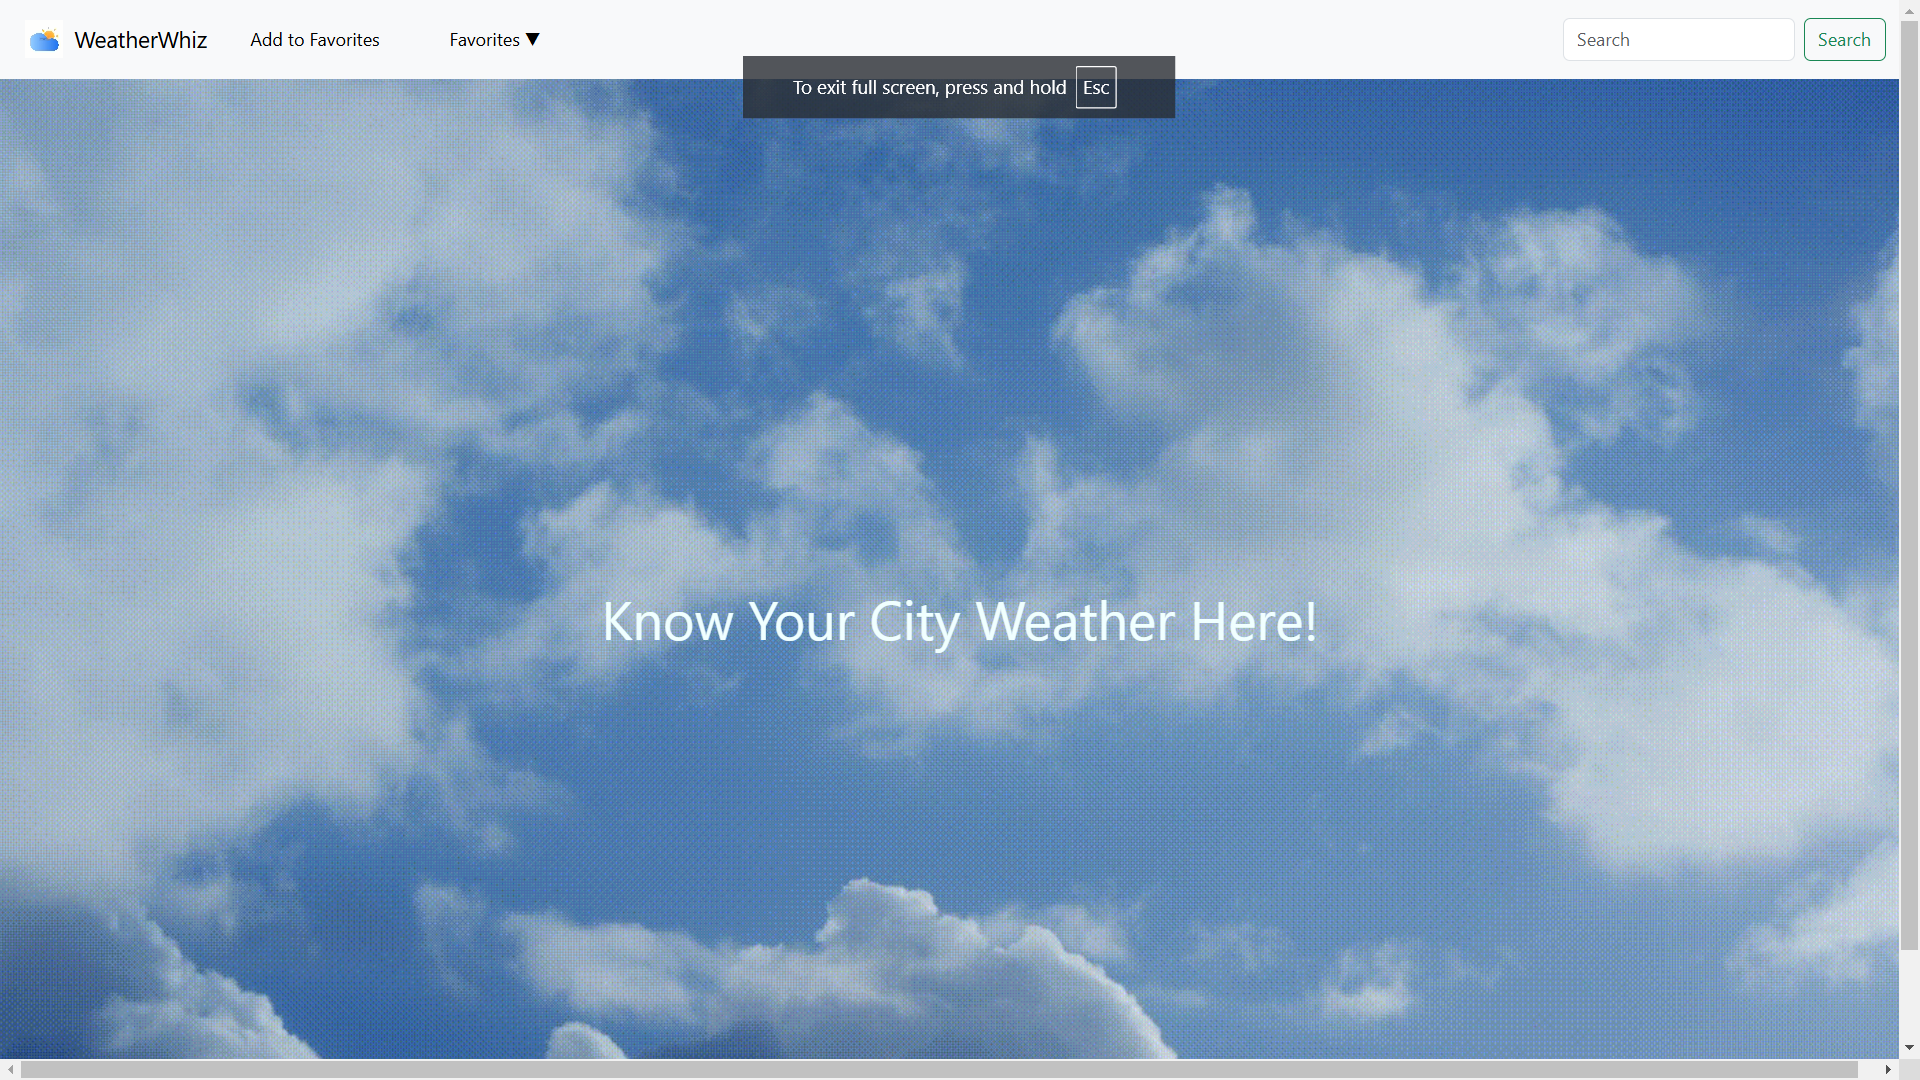 WeatherWhiz
Add to Favorites
Favorites ▼
Search
Search
To exit full screen, press and hold Esc
Know Your City Weather Here!